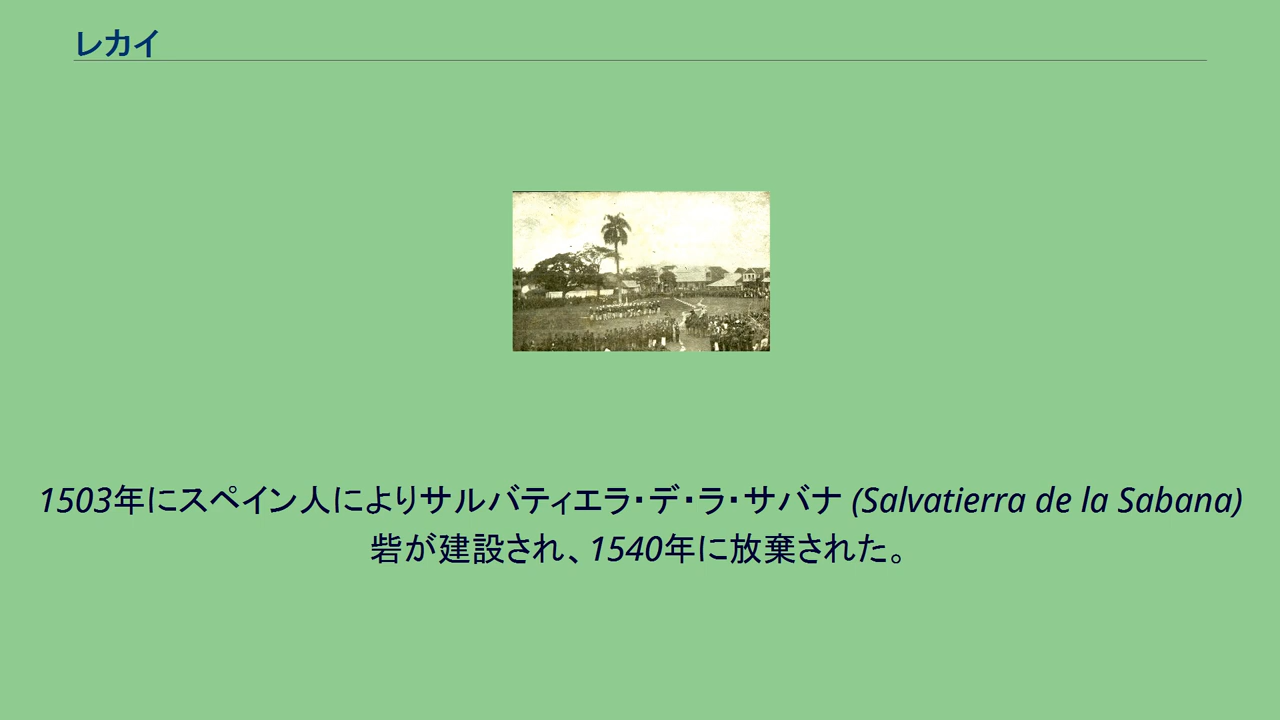 レカイ
1503年にスペイン人によりサルバティエラ・デ・ラ・サバナ (Salvatierra de la Sabana)
砦が建設され、1540年に放棄された。